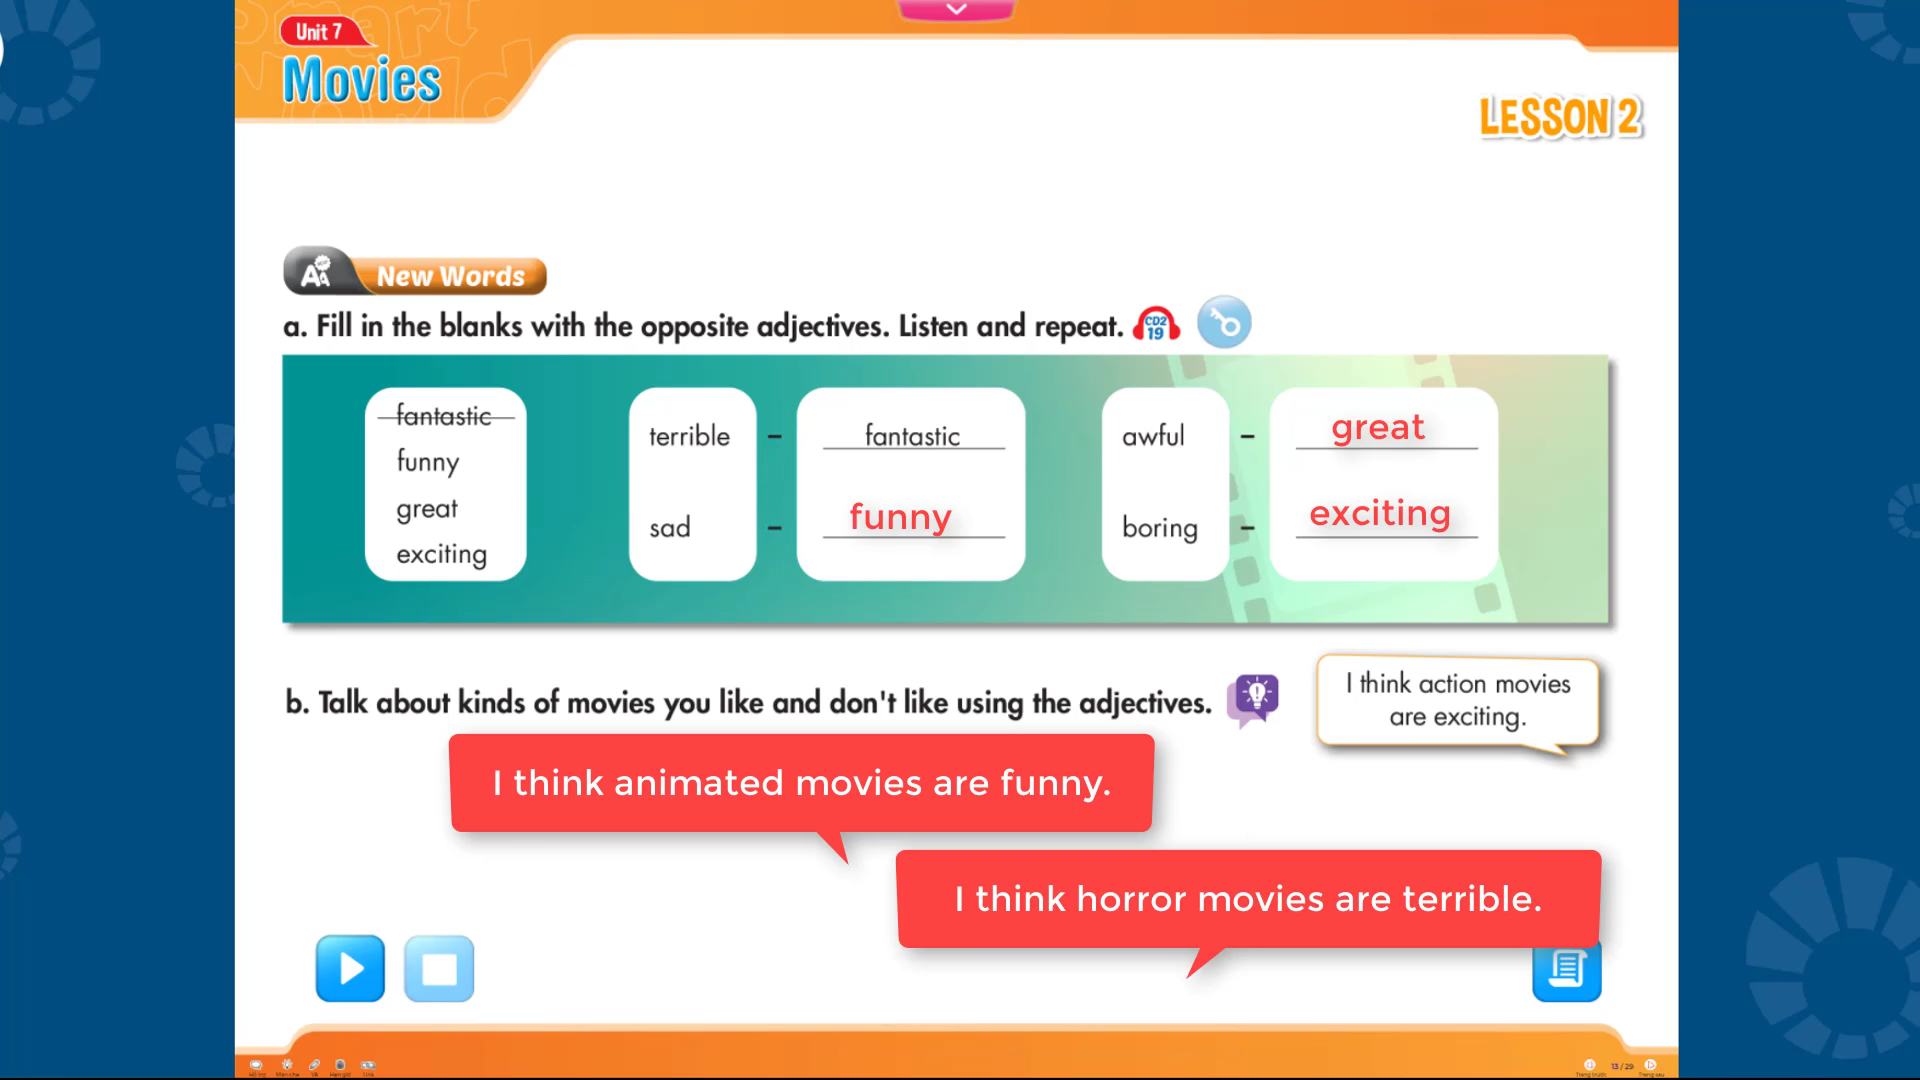 Unit 7
Movies
LESSON 2
New Words
a. Fill in the blanks with the opposite adjectives. Listen and repeat.
CD2
19
fantastic
funny
great
exciting
terrible - fantastic
sad - funny
awful - great
boring - exciting
b. Talk about kinds of movies you like and don't like using the adjectives.
I think action movies
are exciting.
I think animated movies are funny.
I think horror movies are terrible.
13 / 29